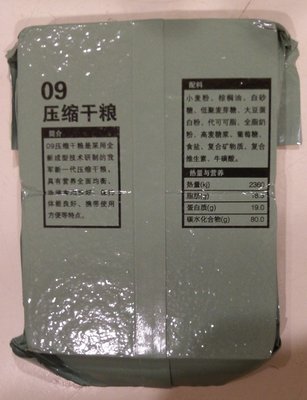 09
压缩干粮
简介
09压缩干粮是采用全
新成型技术研制的我
军新一代压缩干粮，
具有营养全面均衡、
良好、携带使用
方便等特点。
配料
小麦粉、棕榈油、白砂
糖、低聚麦芽糖、大豆蛋
白粉、代可可脂、全脂奶
粉、高麦糖浆、葡萄糖、
食盐、复合矿物质、复合
维生素、牛磺酸。
热量与营养
热量(kj) 2360
脂肪(g)
蛋白质(g) 19.0
碳水化合物(g) 80.0